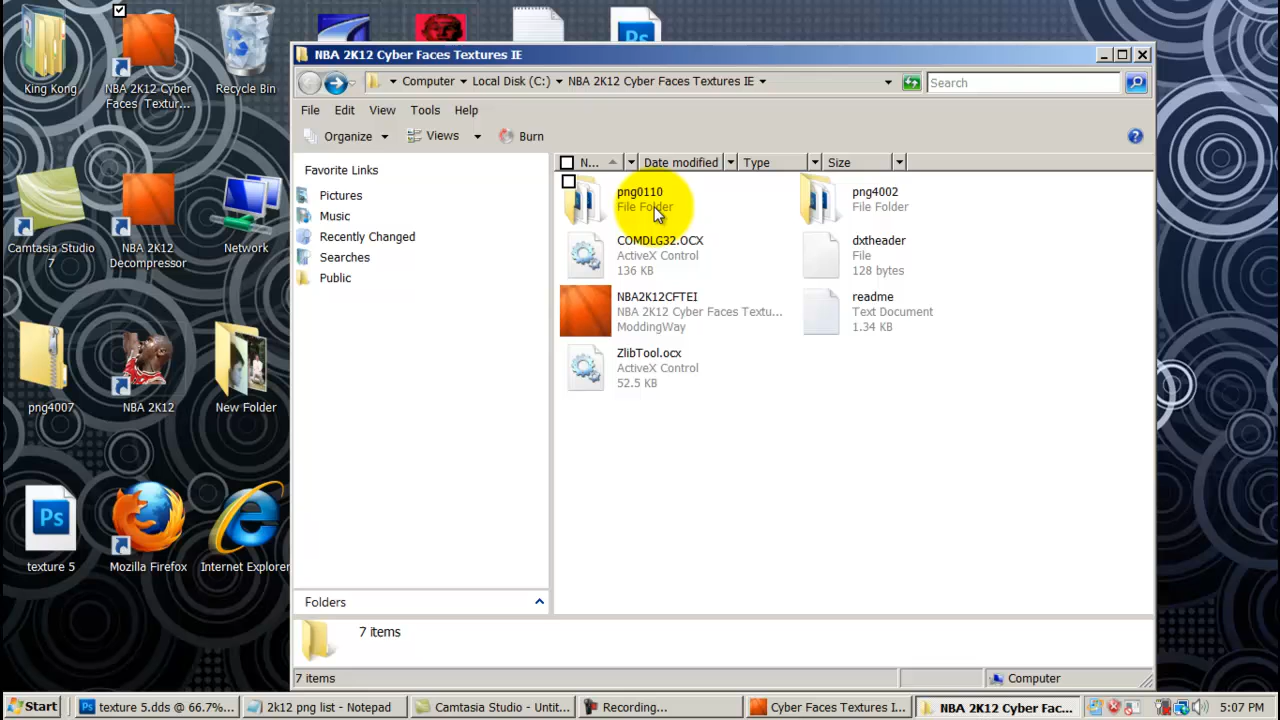 King Kong
NBA 2K12 Cyber
Faces Textur...
Recycle Bin
Ps
NBA 2K12 Cyber Faces Textures IE
Computer
Local Disk (C:)
NBA 2K12 Cyber Faces Textures IE
Search
File
Edit
View
Tools
Help
Organize
Views
Burn
Favorite Links
Pictures
Music
Recently Changed
Searches
Public
N...
Date modified
Type
Size
png0110
File Folder
png4002
File Folder
COMDLG32.OCX
ActiveX Control
136 KB
dxtheader
File
128 bytes
NBA2K12CFTEI
NBA 2K12 Cyber Faces Textu...
ModdingWay
readme
Text Document
1.34 KB
ZlibTool.ocx
ActiveX Control
52.5 KB
Camtasia Studio
7
NBA 2K12
Decompressor
Network
png4007
NBA 2K12
New Folder
Ps
texture 5
Mozilla Firefox
Internet Explorer
Folders
7 items
7 items
Computer
Start
Ps
texture 5.dds @ 66.7%...
2k12 png list - Notepad
Camtasia Studio - Untit...
Recording...
Cyber Faces Textures I...
NBA 2K12 Cyber Fac...
5:07 PM